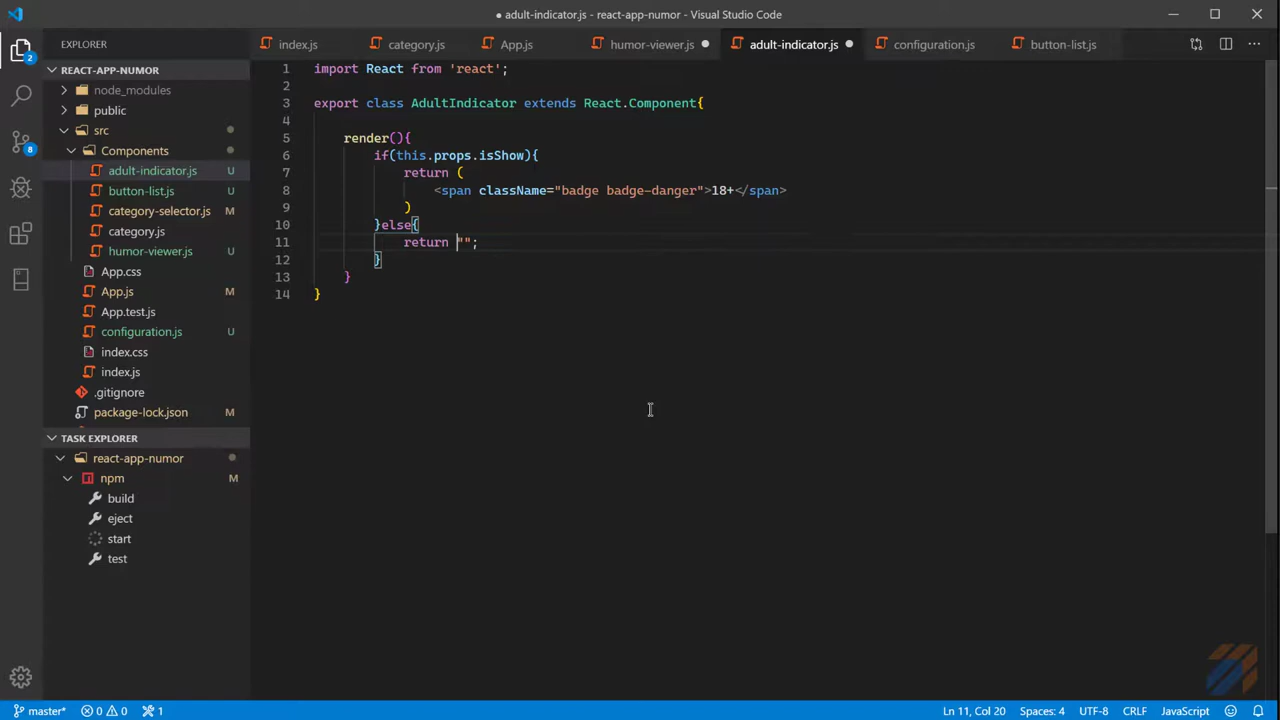 ● adult-indicator.js - react-app-numor - Visual Studio Code
EXPLORER
index.js
category.js
App.js
humor-viewer.js
adult-indicator.js
configuration.js
button-list.js
2
8
REACT-APP-NUMOR
node_modules
public
src
Components
adult-indicator.js U
button-list.js U
category-selector.js M
category.js
humor-viewer.js U
App.css
App.js M
App.test.js
configuration.js U
index.css
index.js
.gitignore
package-lock.json M
TASK EXPLORER
react-app-numor
npm M
build
eject
start
test
1 import React from 'react';
2
3 export class AdultIndicator extends React.Component{
4
5 render(){
6 if(this.props.isShow){
7 return (
8 <span className="badge badge-danger">18+</span>
9 )
10 }else{
11 return "";
12 }
13 }
14 }
master* 0 0 1 Ln 11, Col 20 Spaces: 4 UTF-8 CRLF JavaScript